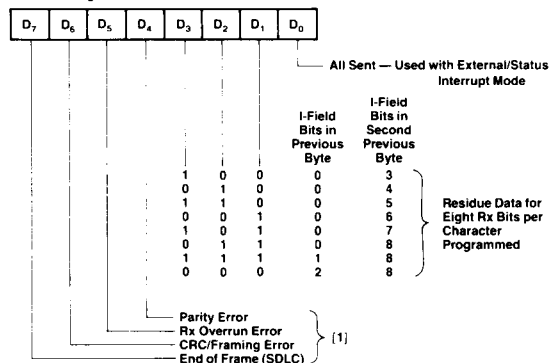 D7 D6 D5 D4 D3 D2 D1 D0
All Sent — Used with External/Status
Interrupt Mode
I-Field
Bits in
Previous
Byte
I-Field
Bits in
Second
Previous
Byte
1 0 0 0 3
0 1 0 0 4
1 1 0 0 5
0 0 1 0 6
1 0 1 0 7
0 1 1 0 8
1 1 1 1 8
0 0 0 2 8
Residue Data for
Eight Rx Bits per
Character
Programmed
Parity Error
Rx Overrun Error
CRC/Framing Error
End of Frame (SDLC)
[1]